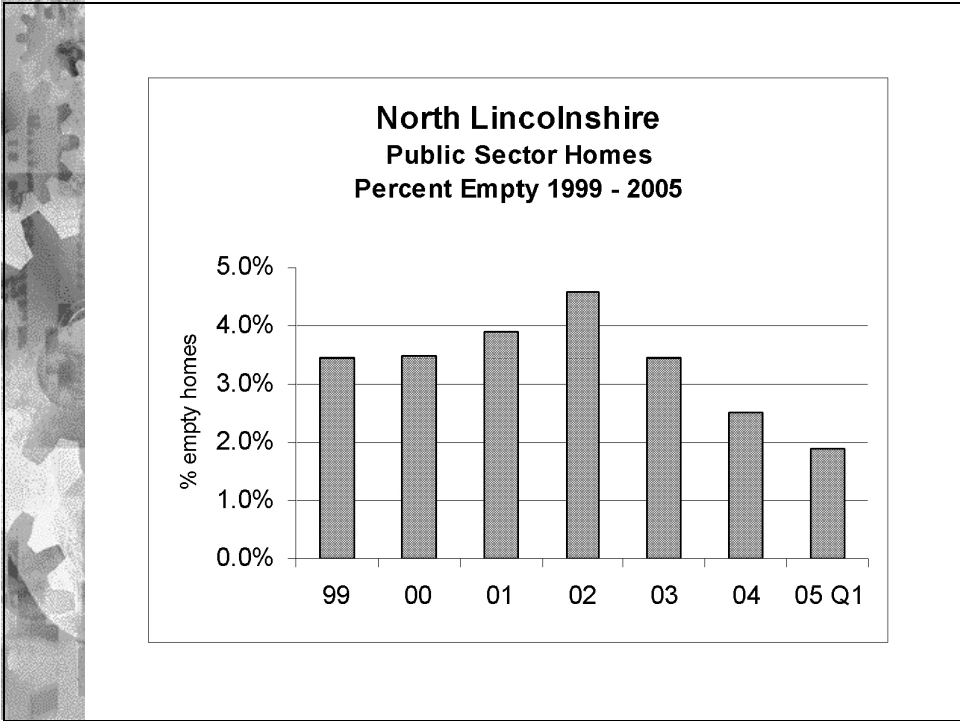 North Lincolnshire
Public Sector Homes
Percent Empty 1999 - 2005
% empty homes
5.0%
4.0%
3.0%
2.0%
1.0%
0.0%
99 00 01 02 03 04 05 Q1